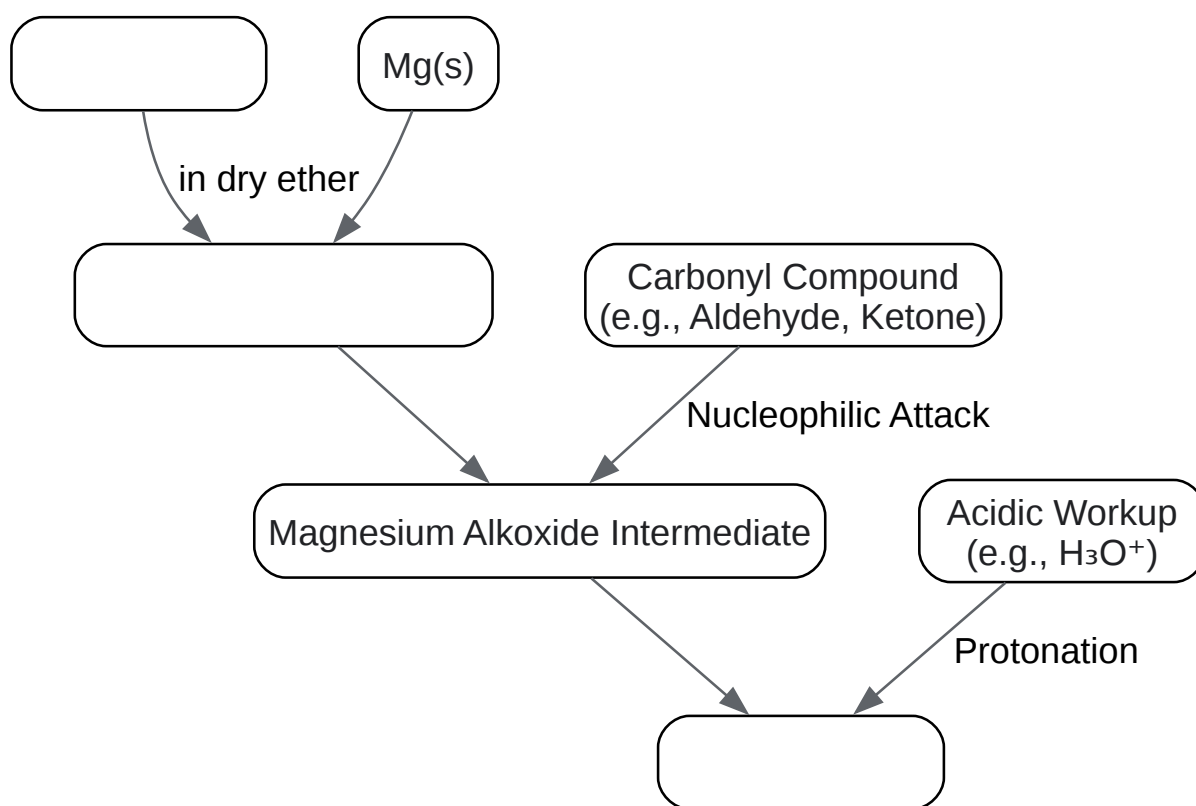 Mg(s)
in dry ether
Carbonyl Compound
(e.g., Aldehyde, Ketone)
Nucleophilic Attack
Magnesium Alkoxide Intermediate
Acidic Workup
(e.g., H₃O⁺)
Protonation